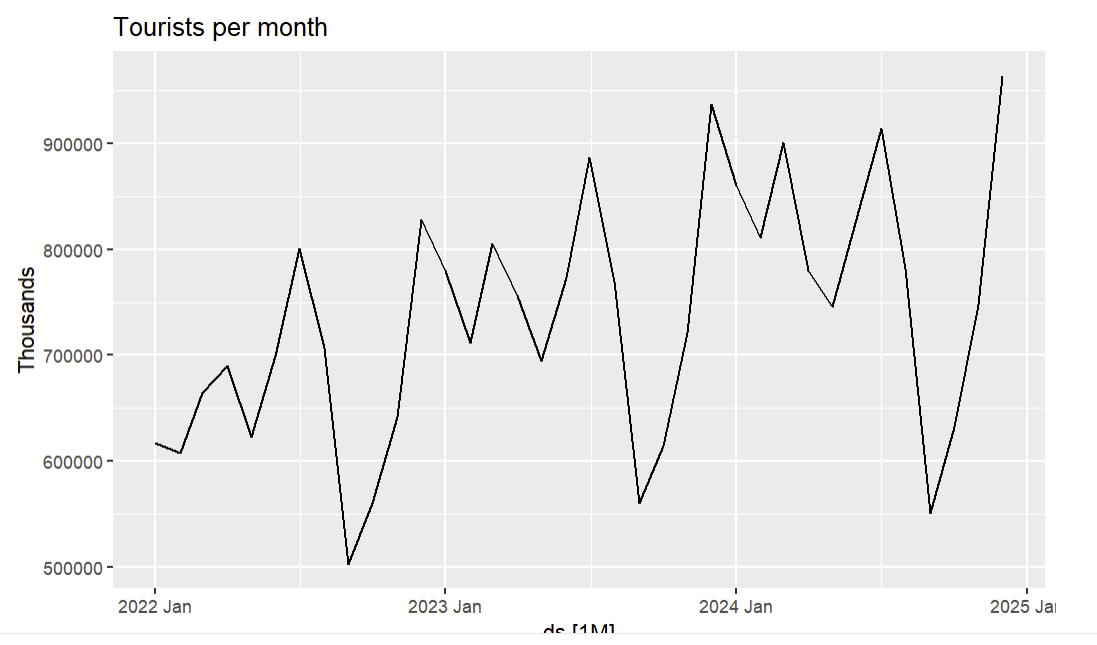 Tourists per month
Thousands
900000
800000
700000
600000
500000
2022 Jan
2023 Jan
2024 Jan
2025 Jan
ds [1M]